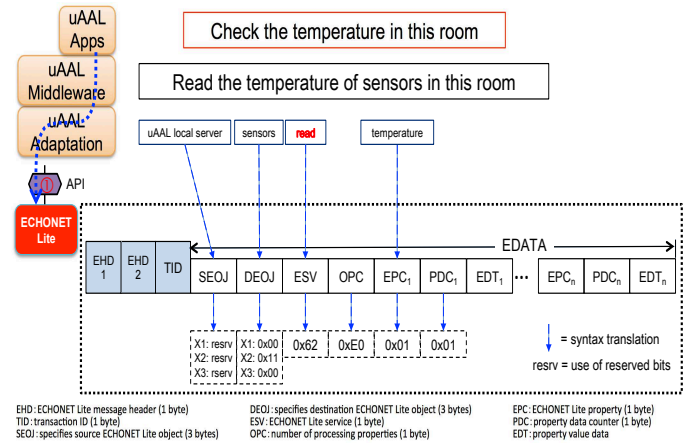 uAAL
Apps
Check the temperature in this room
uAAL
Middleware
Read the temperature of sensors in this room
uAAL
Adaptation
uAAL local server
sensors
read
temperature
①
API
ECHONET
Lite
EDATA
EHD
1
EHD
2
TID
SEOJ
DEOJ
ESV
OPC
EPC1
PDC1
EDT1
...
EPCn
PDCn
EDTn
X1: resrv
X2: resrv
X3: rserv
X1: 0x00
X2: 0x11
X3: 0x00
0x62
0xE0
0x01
0x01
= syntax translation
resrv = use of reserved bits
EHD: ECHONET Lite message header (1 byte)
TID: transaction ID (1 byte)
SEOJ: specifies source ECHONET Lite object (3 bytes)
DEOJ: specifies destination ECHONET Lite object (3 bytes)
ESV: ECHONET Lite service (1 byte)
OPC: number of processing properties (1 byte)
EPC: ECHONET Lite property (1 byte)
PDC: property data counter (1 byte)
EDT: property value data